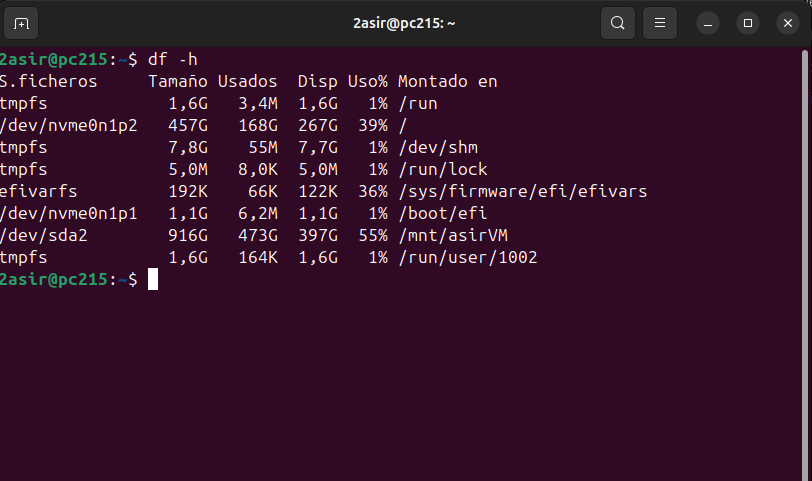 2asir@pc215: ~
2asir@pc215:~$ df -h
S.ficheros     Tamaño Usados  Disp Uso% Montado en
tmpfs            1,6G   3,4M  1,6G   1% /run
/dev/nvme0n1p2   457G   168G  267G  39% /
tmpfs            7,8G    55M  7,7G   1% /dev/shm
tmpfs            5,0M   8,0K  5,0M   1% /run/lock
efivarfs         192K    66K  122K  36% /sys/firmware/efi/efivars
/dev/nvme0n1p1   1,1G   6,2M  1,1G   1% /boot/efi
/dev/sda2        916G   473G  397G  55% /mnt/asirVM
tmpfs            1,6G   164K  1,6G   1% /run/user/1002
2asir@pc215:~$